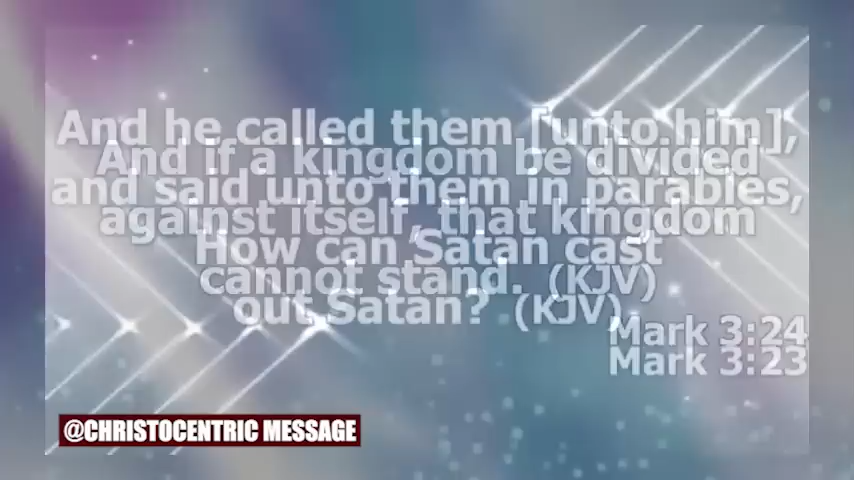 And he called them [unto him],
And if a kingdom be divided
and said unto them in parables,
against itself, that kingdom
How can Satan cast
cannot stand. (KJV)
out Satan? (KJV)
Mark 3:24
Mark 3:23
@CHRISTOCENTRIC MESSAGE